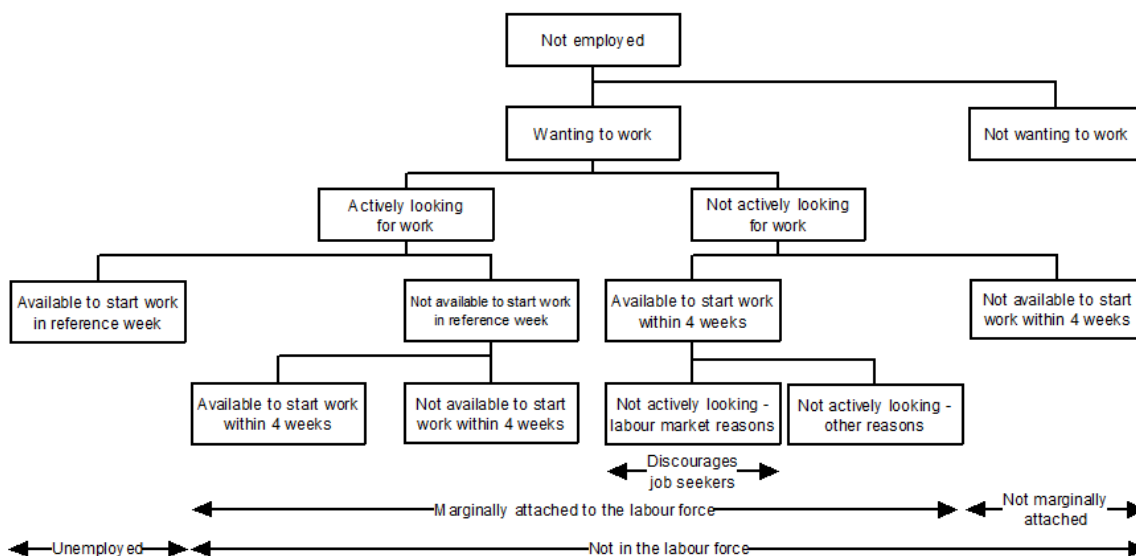 Not employed
Wanting to work
Not wanting to work
Actively looking
for work
Not actively looking
for work
Available to start work
in reference week
Not available to start work
in reference week
Available to start work
within 4 weeks
Not available to start
work within 4 weeks
Available to start work
within 4 weeks
Not available to start
work within 4 weeks
Not actively looking -
labour market reasons
Not actively looking -
other reasons
Discourages
job seekers
Marginally attached to the labour force
Not marginally
attached
Unemployed
Not in the labour force